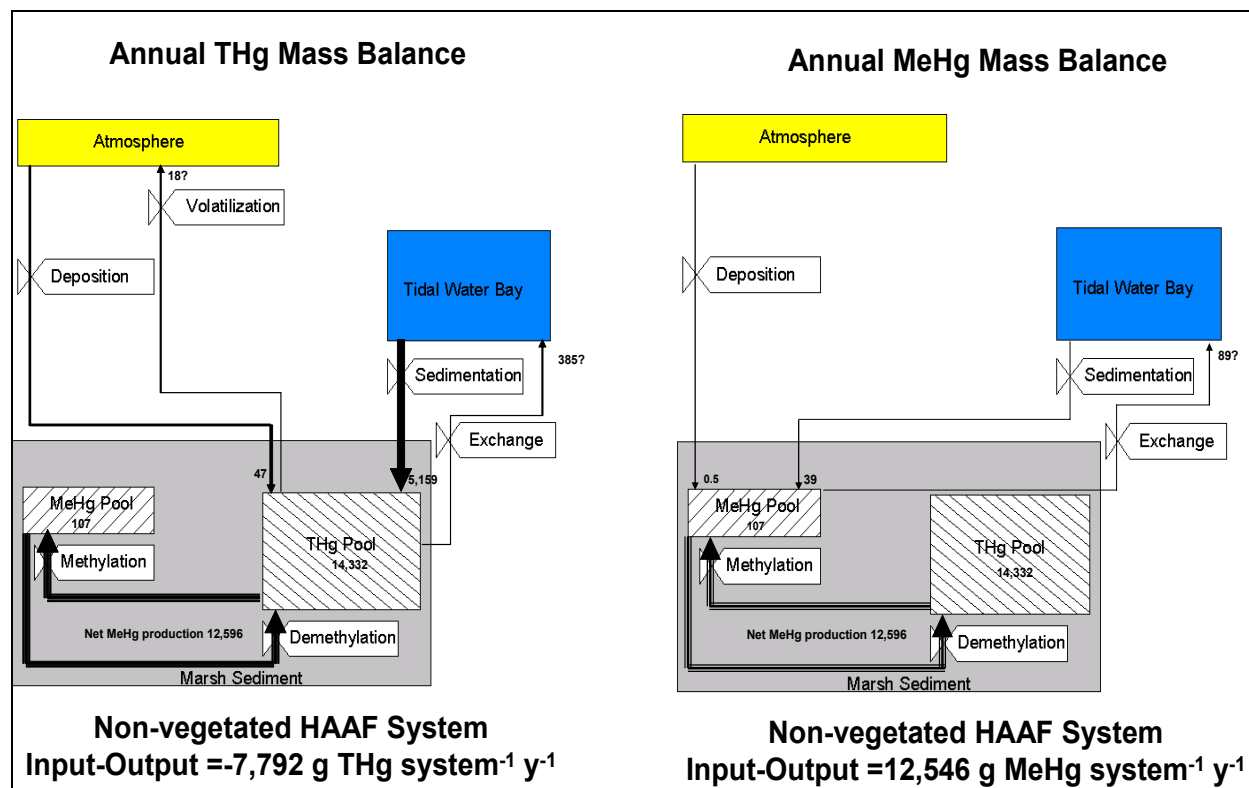 Annual THg Mass Balance
Atmosphere
18?
Volatilization
Deposition
Tidal Water Bay
385?
Sedimentation
Exchange
47
5,159
MeHg Pool
107
THg Pool
14,332
Methylation
Net MeHg production 12,596
Demethylation
Marsh Sediment
Non-vegetated HAAF System
Input-Output =-7,792 g THg system-1 y-1
Annual MeHg Mass Balance
Atmosphere
Deposition
Tidal Water Bay
89?
Sedimentation
Exchange
0.5
39
MeHg Pool
107
THg Pool
14,332
Methylation
Net MeHg production 12,596
Demethylation
Marsh Sediment
Non-vegetated HAAF System
Input-Output =12,546 g MeHg system-1 y-1